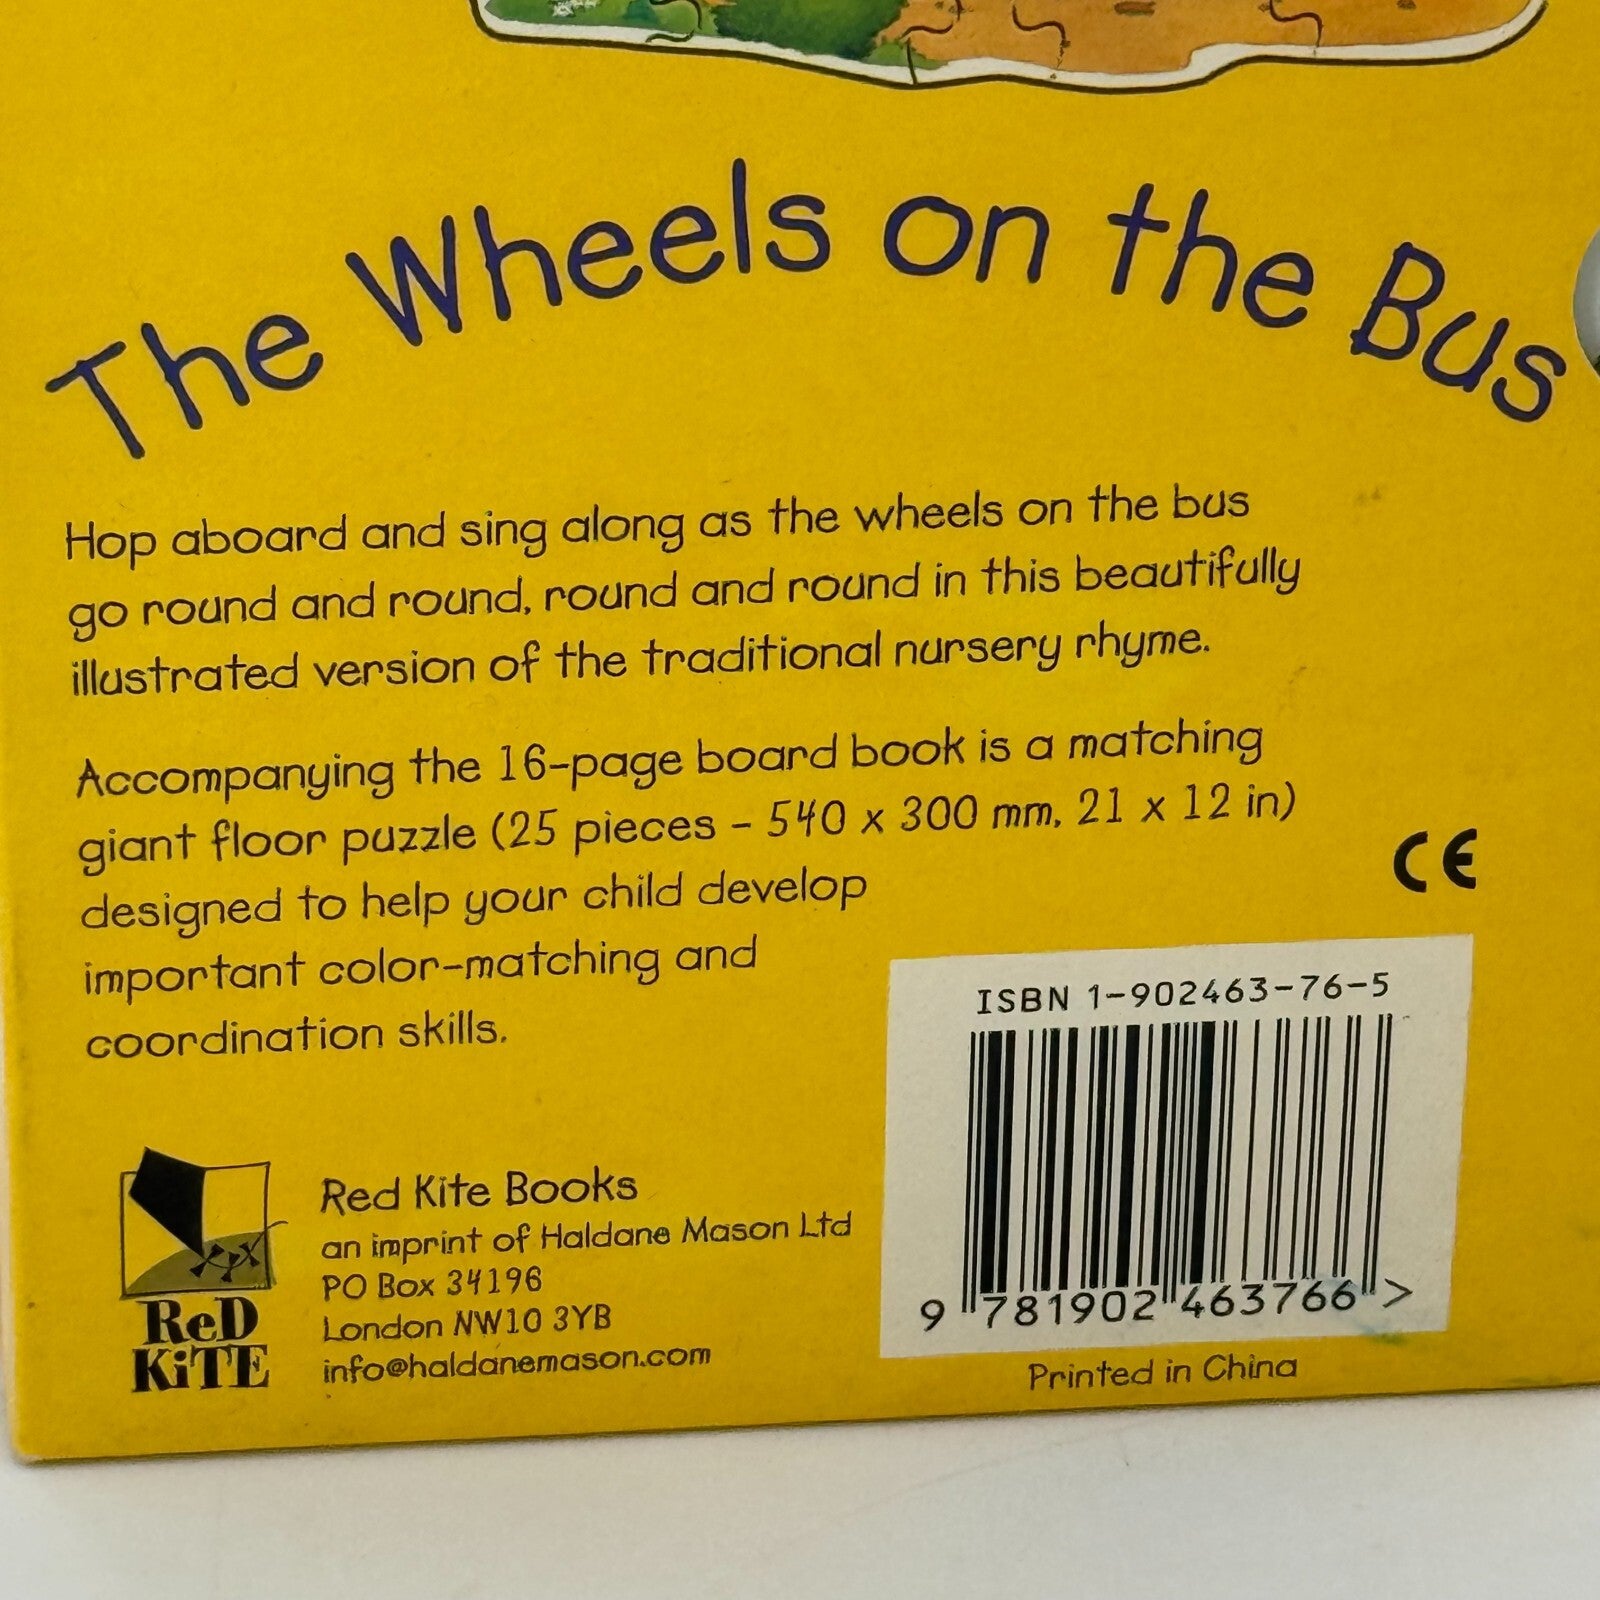 The Wheels on the Bus
Hop aboard and sing along as the wheels on the bus
go round and round, round and round in this beautifully
illustrated version of the traditional nursery rhyme.
Accompanying the 16-page board book is a matching
giant floor puzzle (25 pieces - 540 x 300 mm, 21 x 12 in)
designed to help your child develop
important color-matching and
coordination skills.
CE
ISBN 1-902463-76-5
9 781902 463766 >
Printed in China
ReD
KiTE
Red Kite Books
an imprint of Haldane Mason Ltd
PO Box 34196
London NW10 3YB
info@haldanemason.com